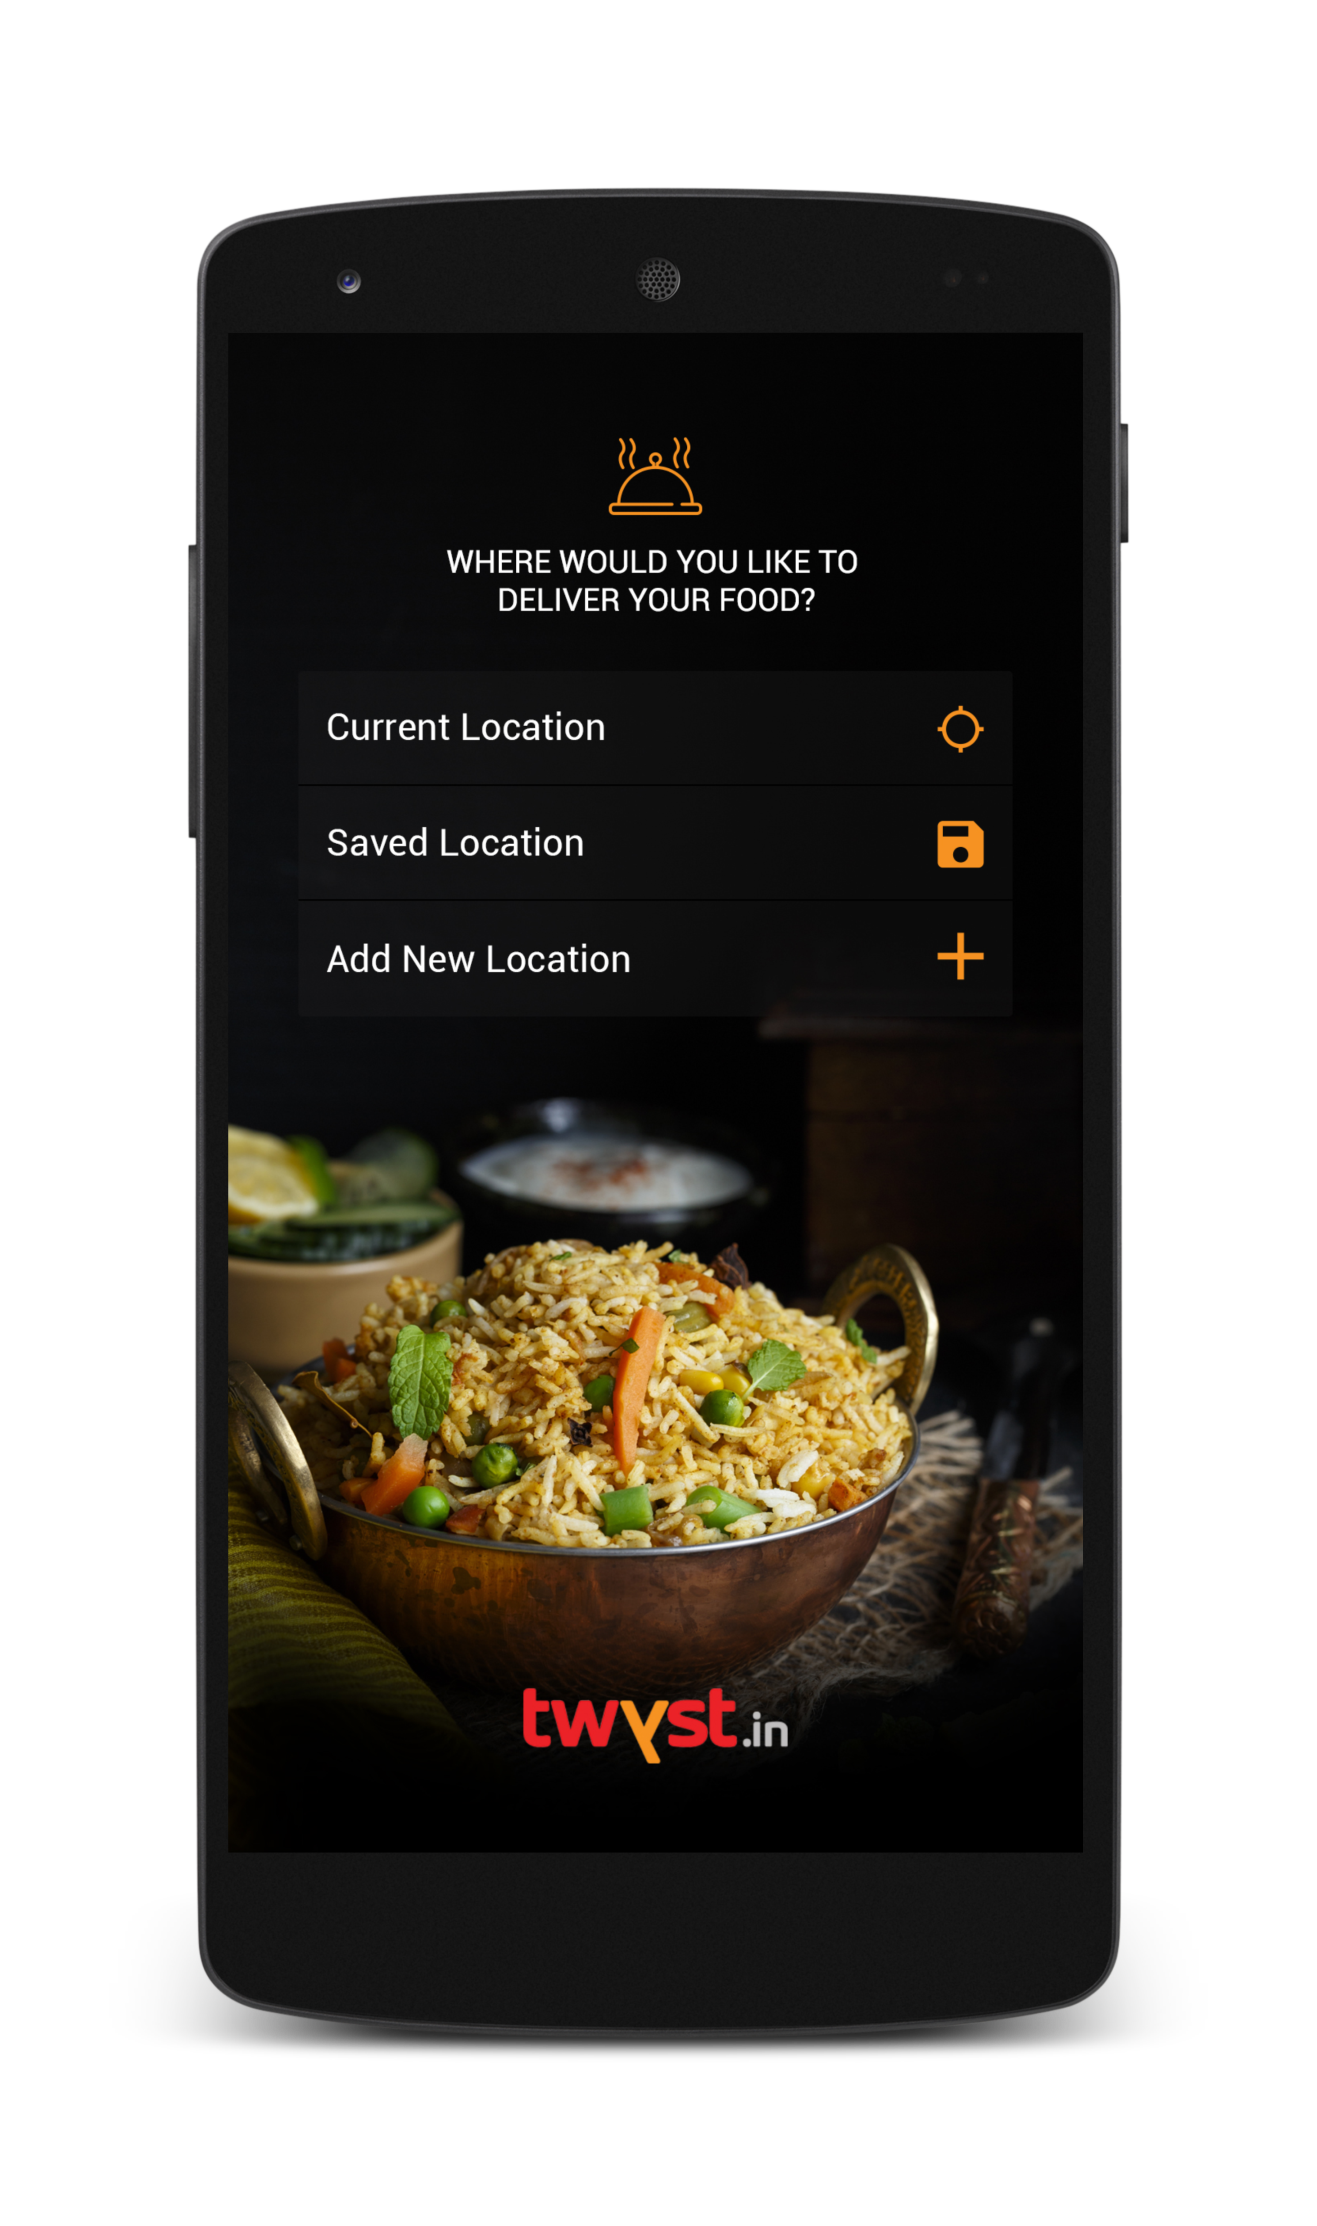 WHERE WOULD YOU LIKE TO
DELIVER YOUR FOOD?
Current Location
Saved Location
Add New Location
twyst.in